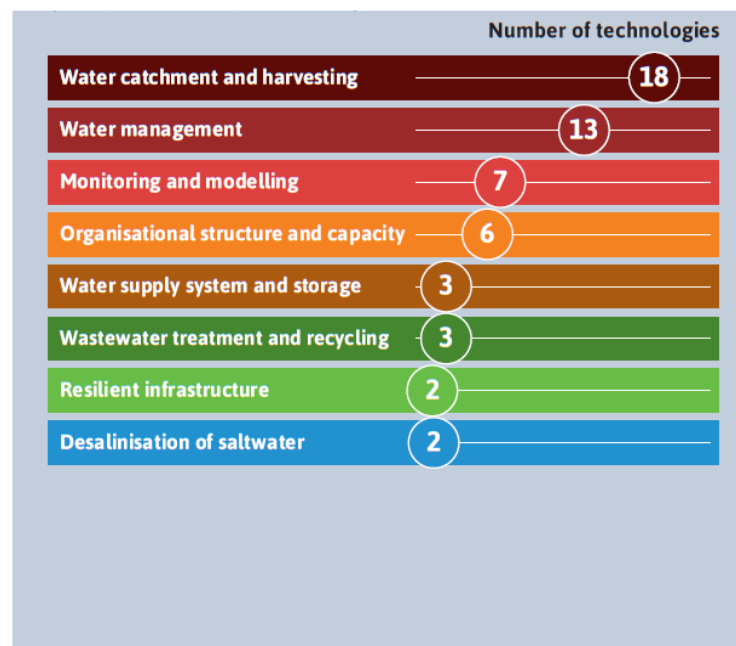 Number of technologies
Water catchment and harvesting 18
Water management 13
Monitoring and modelling 7
Organisational structure and capacity 6
Water supply system and storage 3
Wastewater treatment and recycling 3
Resilient infrastructure 2
Desalinisation of saltwater 2